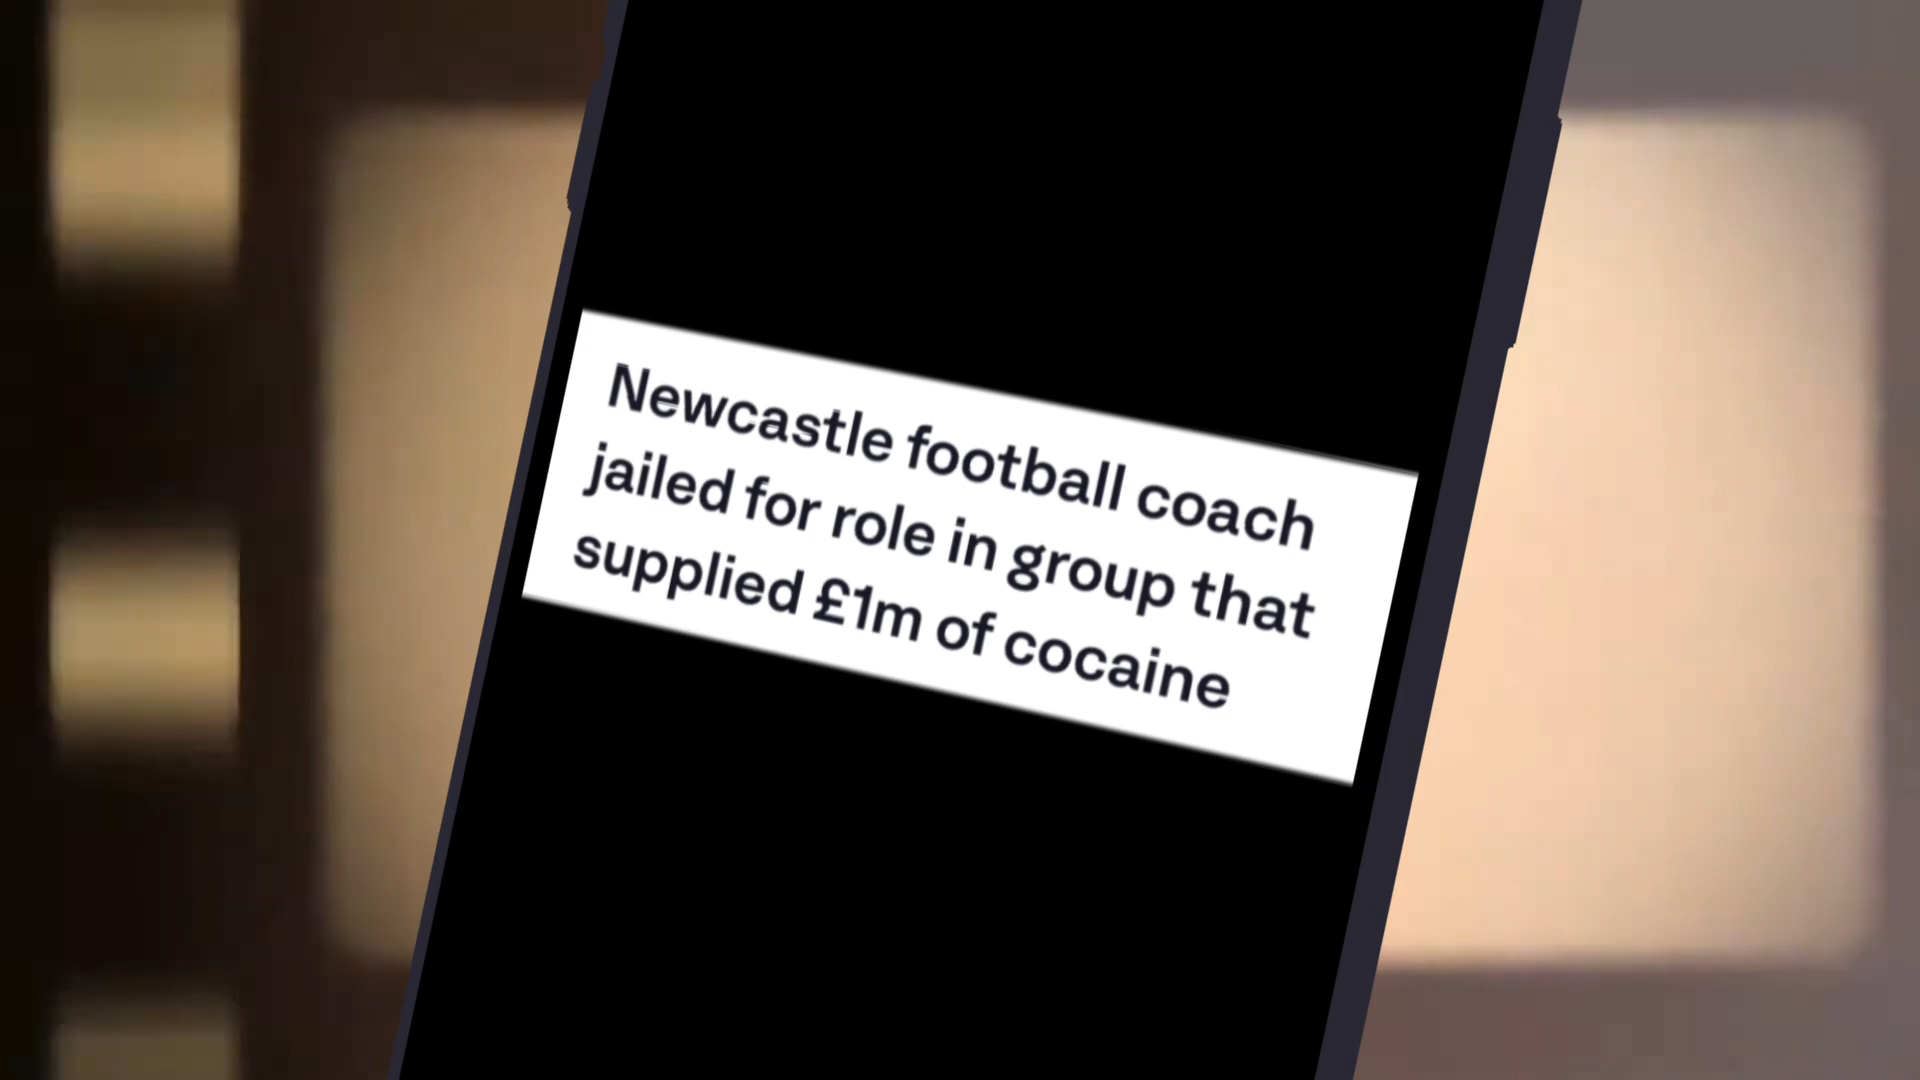 Newcastle football coach
jailed for role in group that
supplied £1m of cocaine